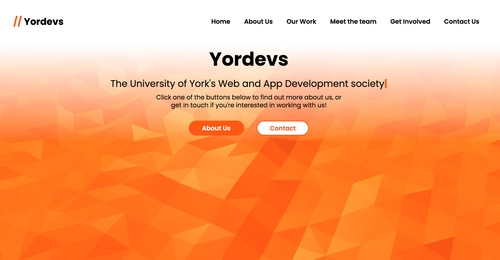 // Yordevs
Home About Us Our Work Meet the team Get Involved Contact Us
Yordevs
The University of York's Web and App Development society|
Click one of the buttons below to find out more about us, or
get in touch if you're interested in working with us!
About Us Contact